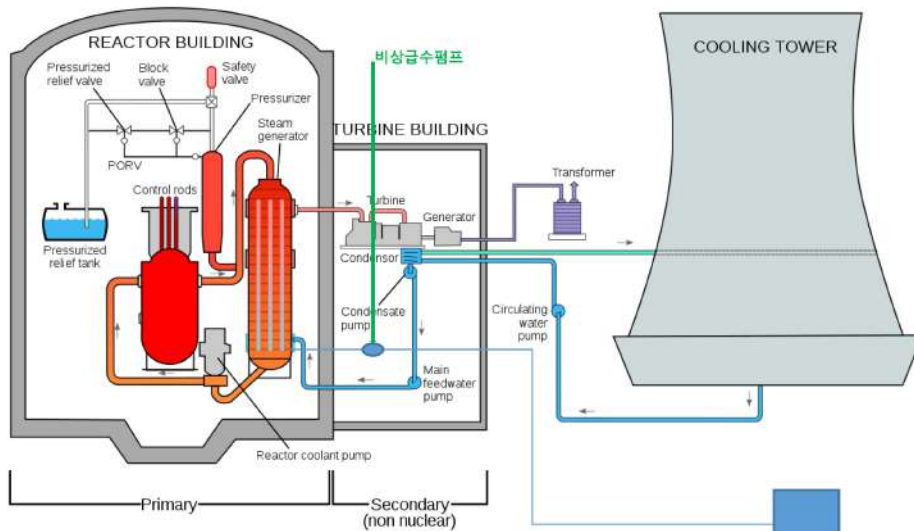 REACTOR BUILDING
Pressurized
relief valve
Block
valve
Safety
valve
Pressurizer
Steam
generator
PORV
Control rods
Pressurized
relief tank
Reactor coolant pump
비상급수펌프
TURBINE BUILDING
Turbine
Generator
Condensor
Condensate
pump
Main
feedwater
pump
Transformer
Circulating
water
pump
COOLING TOWER
Primary
Secondary
(non nuclear)